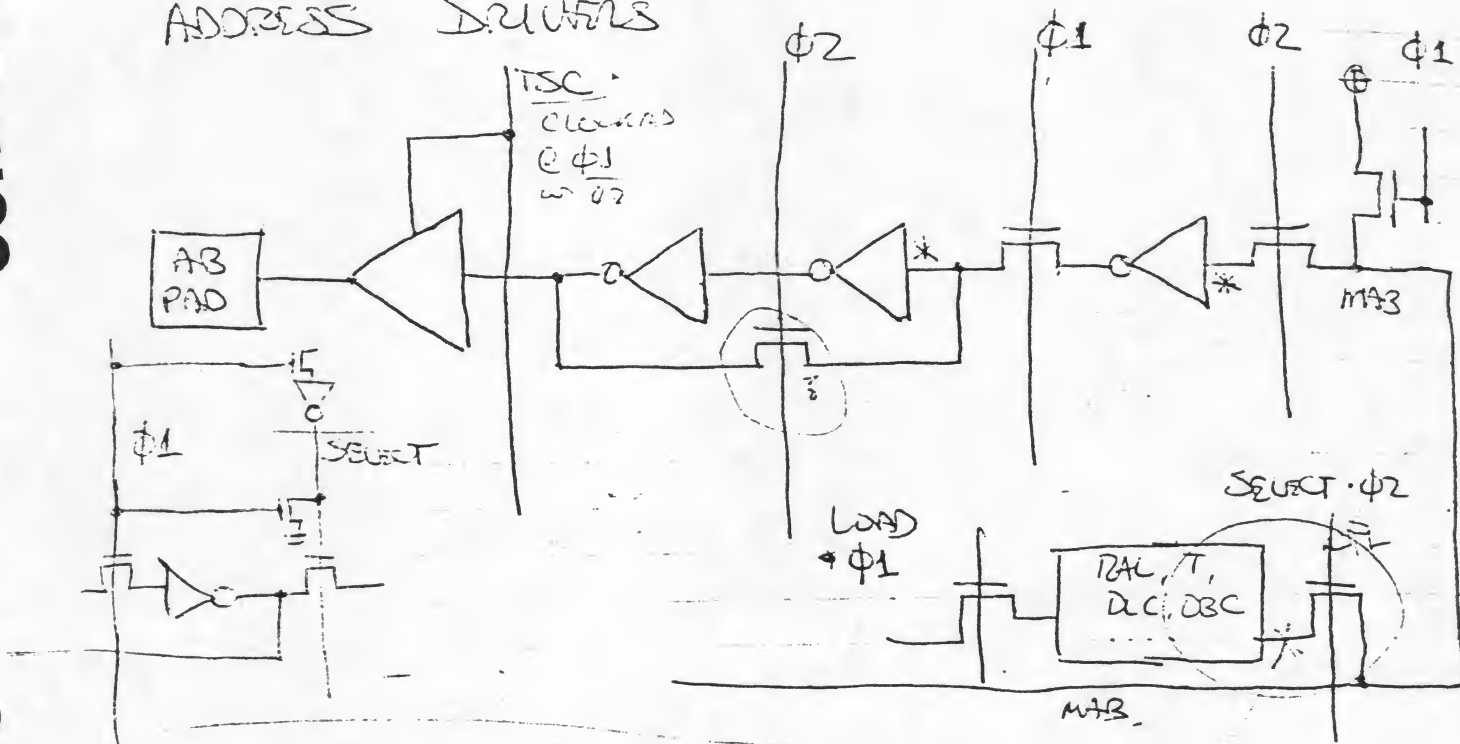 ADDRESS DRIVERS
TSC
CLOCKED
@ φ1
φ2
φ1
φ2
φ1
AB
PAD
*
*
MAB
φ1
SELECT
LOAD
• φ1
SELECT • φ2
RAL, T,
DLC, DBC
MAB